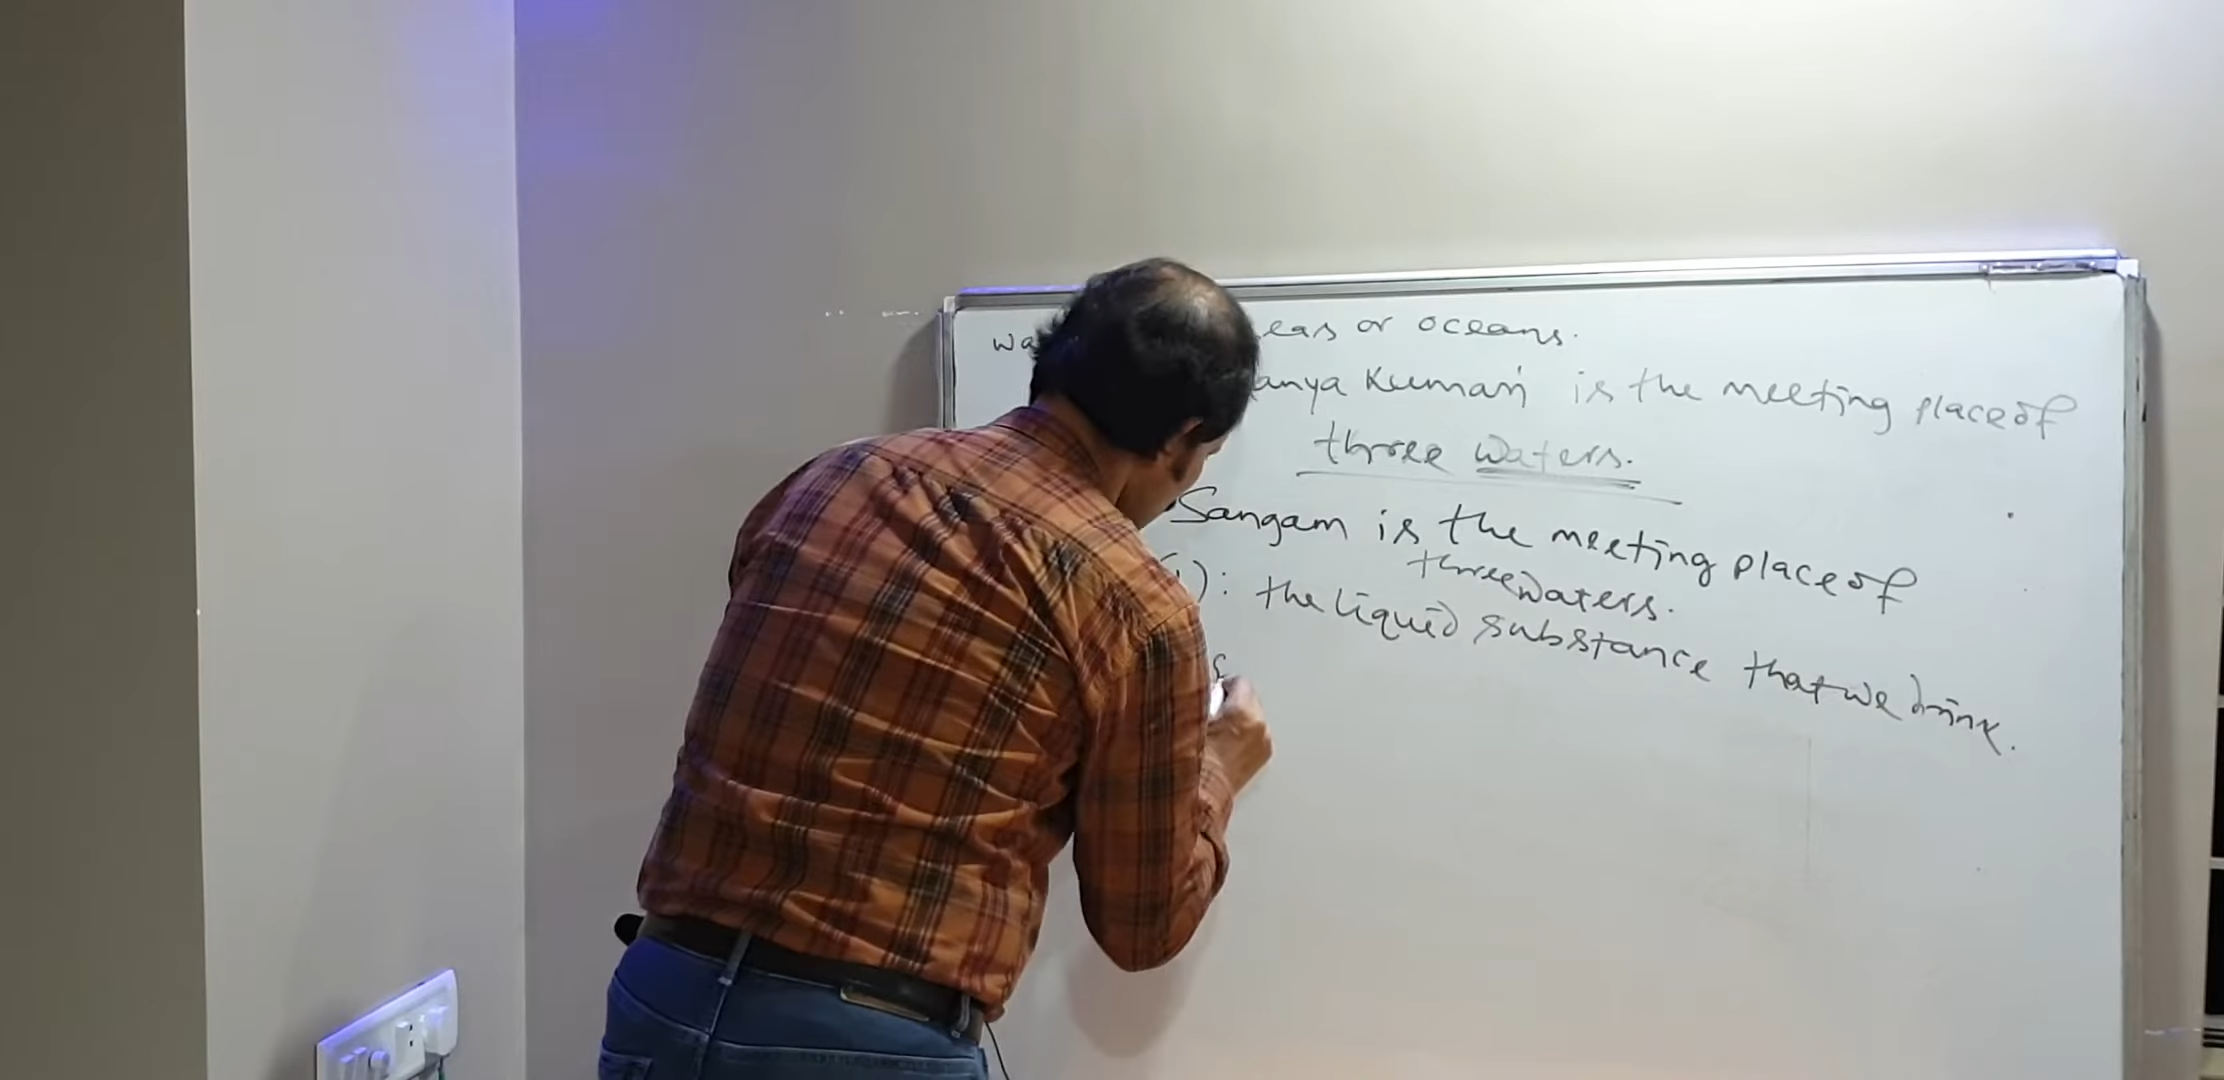 wa eas or oceans.
anya Kumari is the meeting place of
three waters.
Sangam is the meeting place of
three waters.
): the liquid substance that we drink.